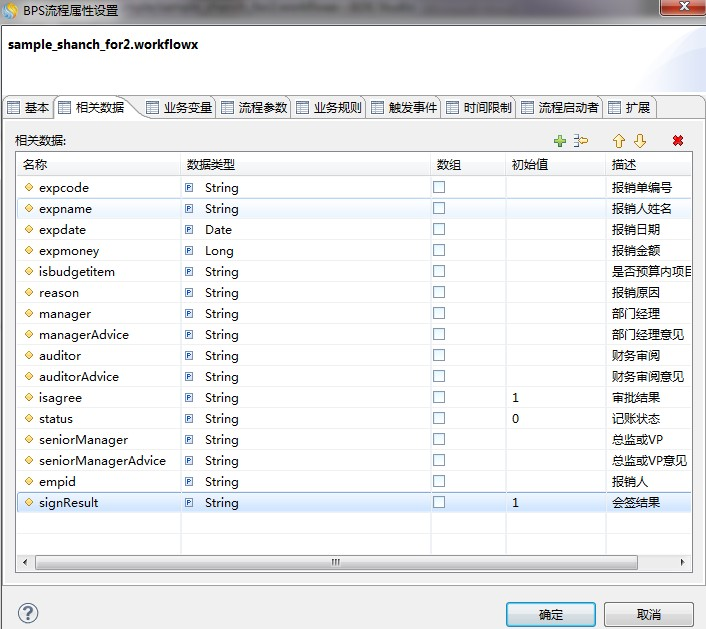 BPS流程属性设置
sample_shanch_for2.workflowx
基本 相关数据 业务变量 流程参数 业务规则 触发事件 时间限制 流程启动者 扩展
相关数据:
名称 数据类型 数组 初始值 描述
expcode String 报销单编号
expname String 报销人姓名
expdate Date 报销日期
expmoney Long 报销金额
isbudgetitem String 是否预算内项目
reason String 报销原因
manager String 部门经理
managerAdvice String 部门经理意见
auditor String 财务审阅
auditorAdvice String 财务审阅意见
isagree String 1 审批结果
status String 0 记账状态
seniorManager String 总监或VP
seniorManagerAdvice String 总监或VP意见
empid String 报销人
signResult String 1 会签结果
确定 取消